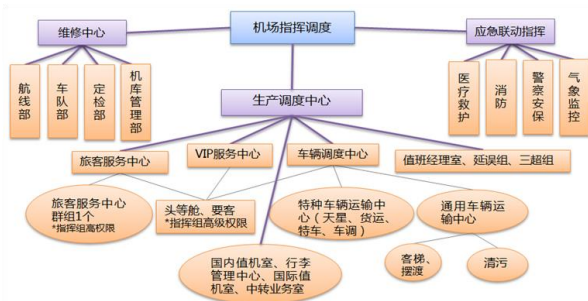 机场指挥调度
维修中心
应急联动指挥
航线部
车队部
定检部
机库管理部
医疗救护
消防
警察安保
气象监控
生产调度中心
旅客服务中心
VIP服务中心
车辆调度中心
值班经理室、延误组、三超组
旅客服务中心
群组1个
*指挥组高权限
头等舱、要客
*指挥组高级权限
特种车辆运输中
心（天星、货运、
特车、车调）
通用车辆运
输中心
国内值机室、行李
管理中心、国际值
机室、中转业务室
客梯、
摆渡
清污